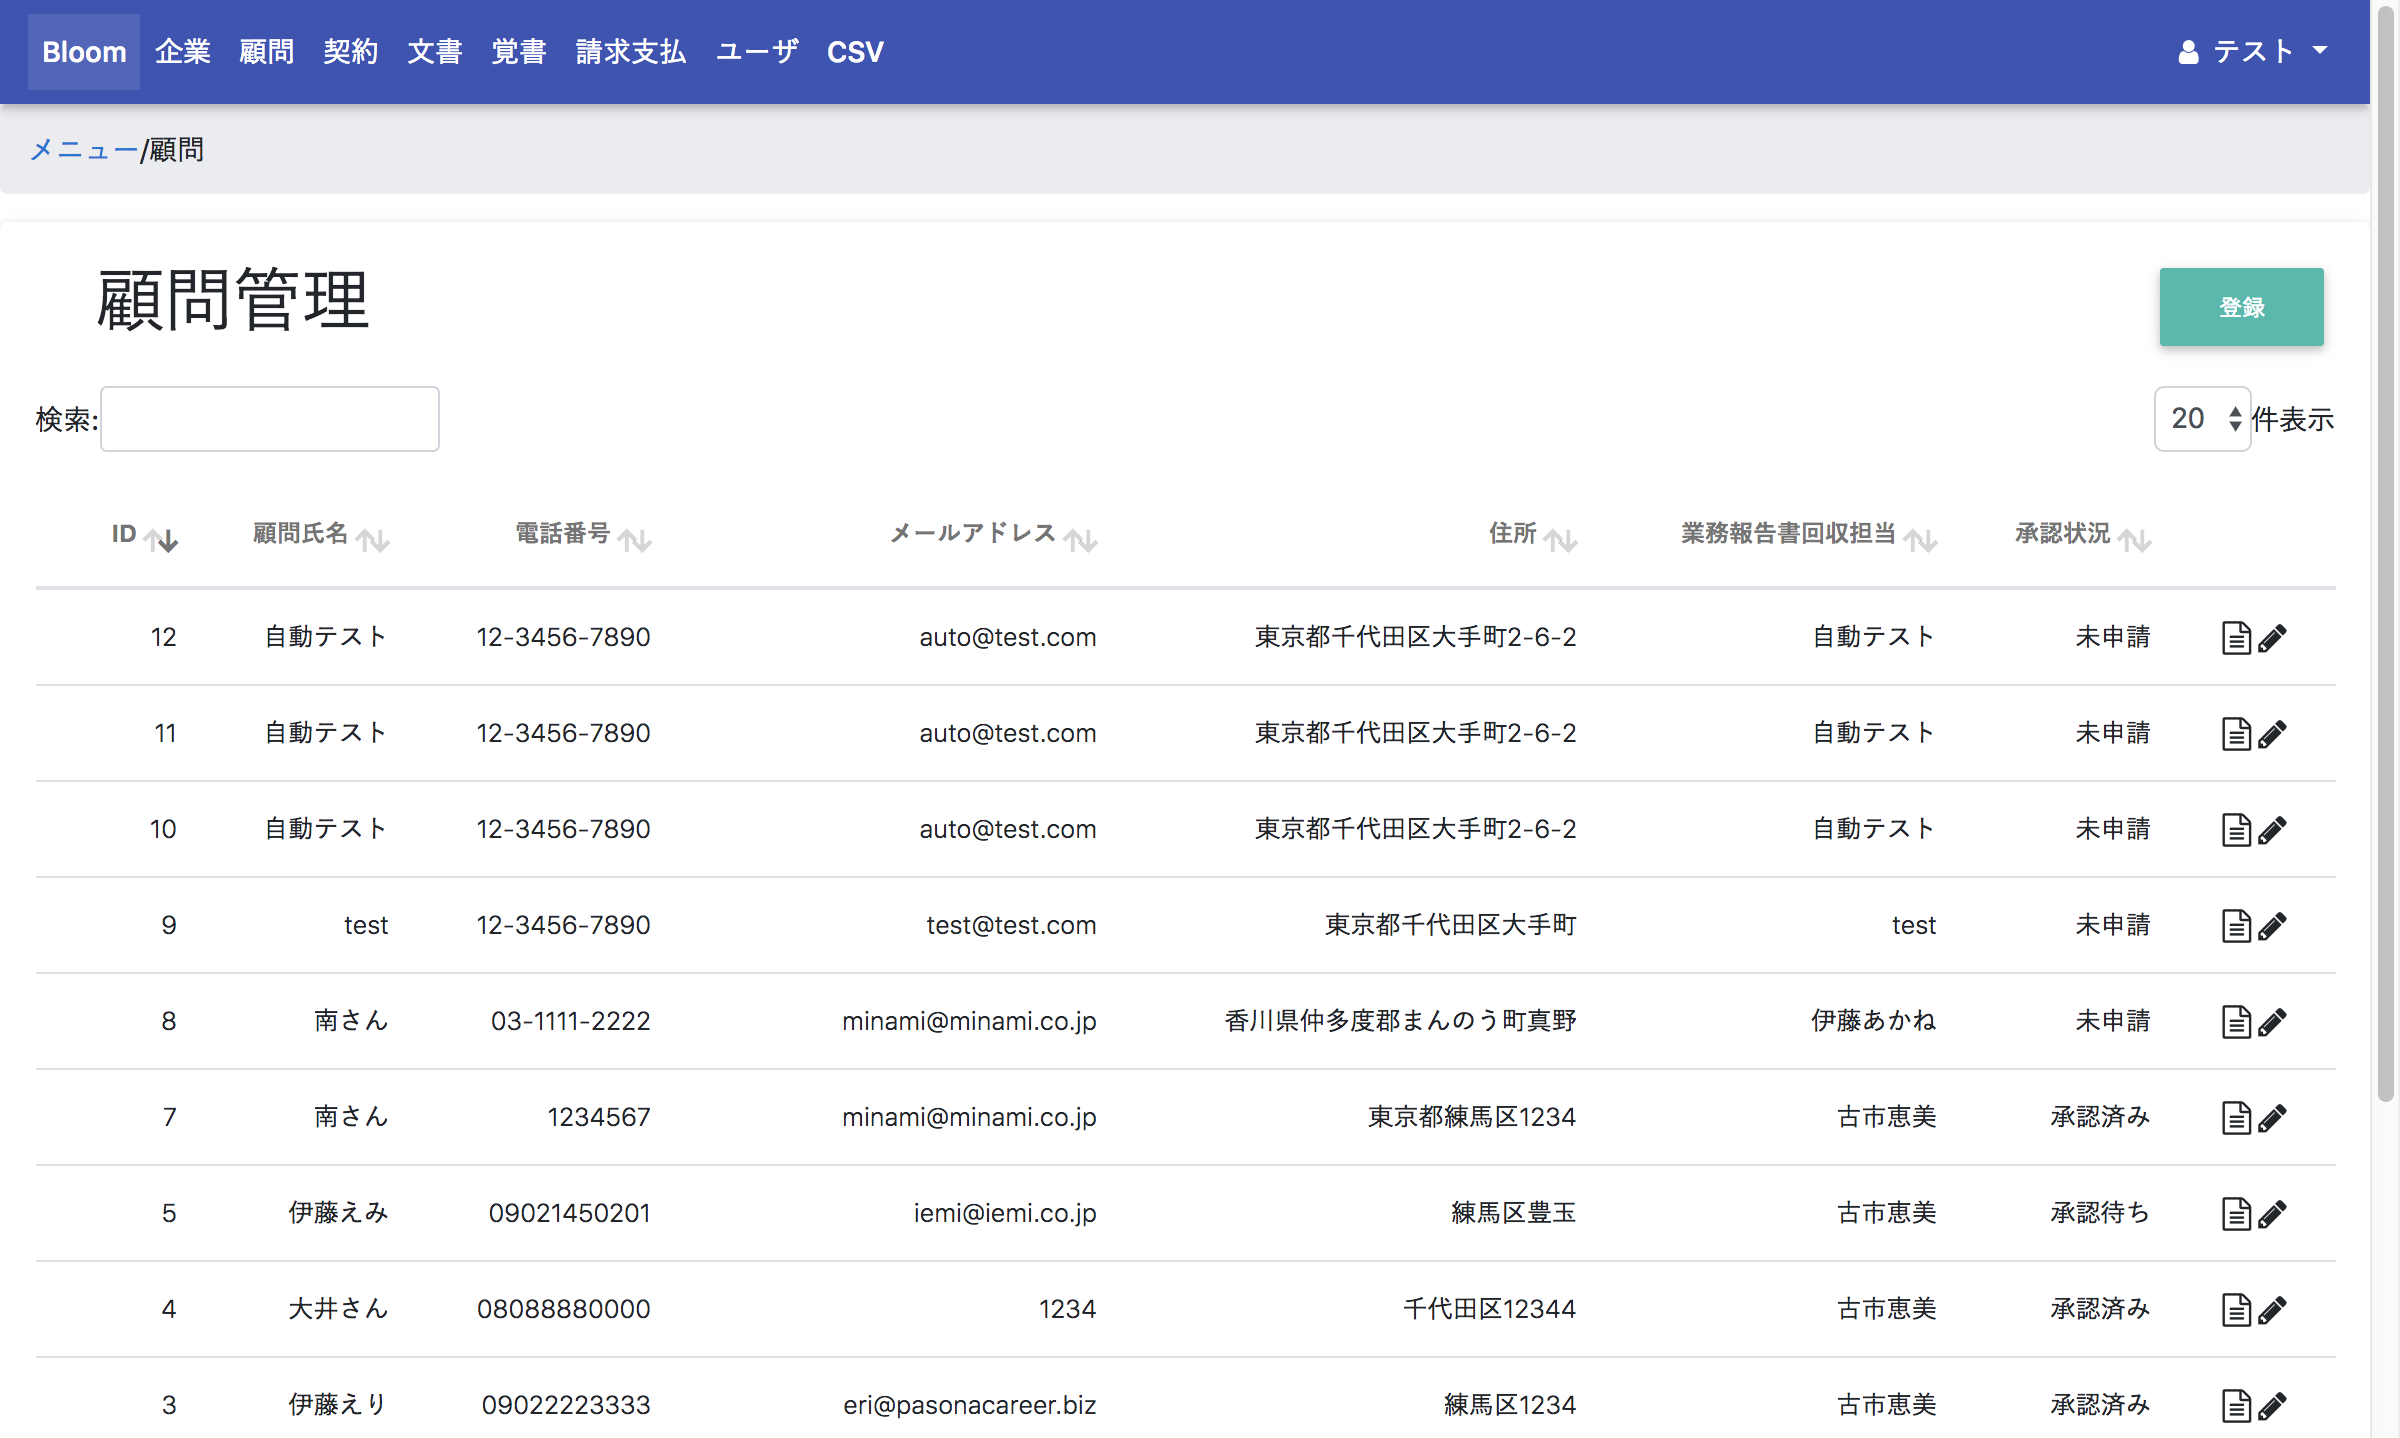 Bloom 企業 顧問 契約 文書 覚書 請求支払 ユーザ CSV テスト
メニュー/顧問
顧問管理
登録
検索: 20 件表示
ID 顧問氏名 電話番号 メールアドレス 住所 業務報告書回収担当 承認状況
12 自動テスト 12-3456-7890 auto@test.com 東京都千代田区大手町2-6-2 自動テスト 未申請
11 自動テスト 12-3456-7890 auto@test.com 東京都千代田区大手町2-6-2 自動テスト 未申請
10 自動テスト 12-3456-7890 auto@test.com 東京都千代田区大手町2-6-2 自動テスト 未申請
9 test 12-3456-7890 test@test.com 東京都千代田区大手町 test 未申請
8 南さん 03-1111-2222 minami@minami.co.jp 香川県仲多度郡まんのう町真野 伊藤あかね 未申請
7 南さん 1234567 minami@minami.co.jp 東京都練馬区1234 古市恵美 承認済み
5 伊藤えみ 09021450201 iemi@iemi.co.jp 練馬区豊玉 古市恵美 承認待ち
4 大井さん 08088880000 1234 千代田区12344 古市恵美 承認済み
3 伊藤えり 09022223333 eri@pasonacareer.biz 練馬区1234 古市恵美 承認済み